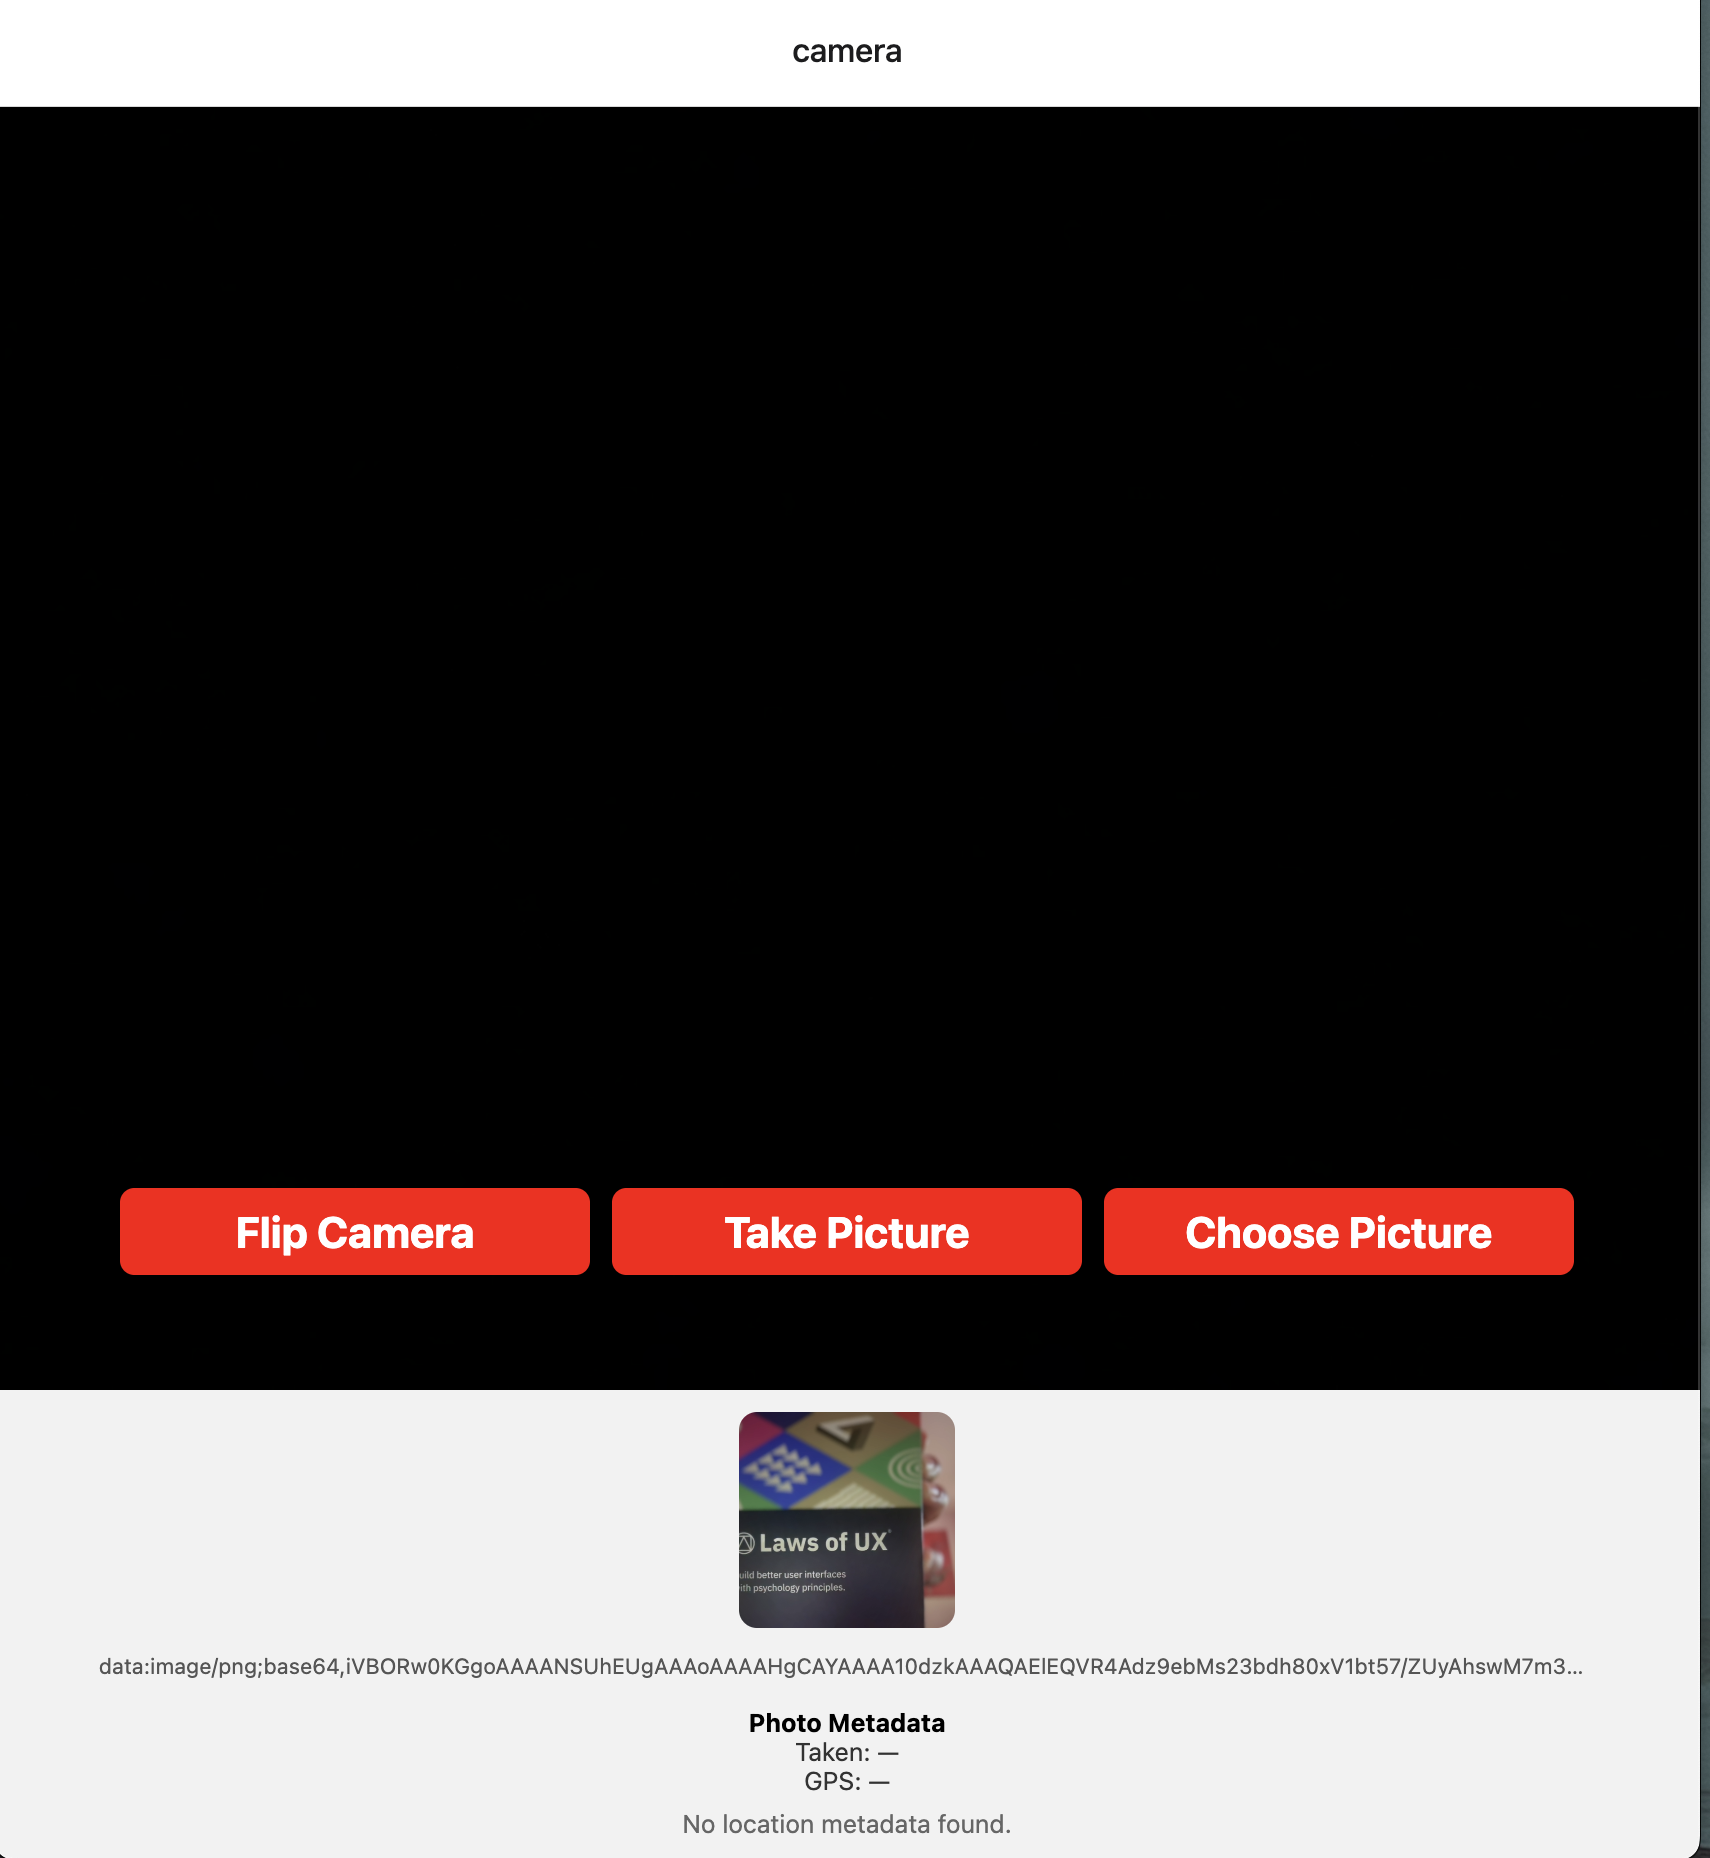 camera
Flip Camera
Take Picture
Choose Picture
Laws of UX
uild better user interfaces
ith psychology principles.
data:image/png;base64,iVBORw0KGgoAAAANSUhEUgAAAoAAAAHgCAYAAAA10dzkAAAQAElEQVR4Adz9ebMs23bdh80xV1bt57/ZUyAhswM7m3...
Photo Metadata
Taken: —
GPS: —
No location metadata found.